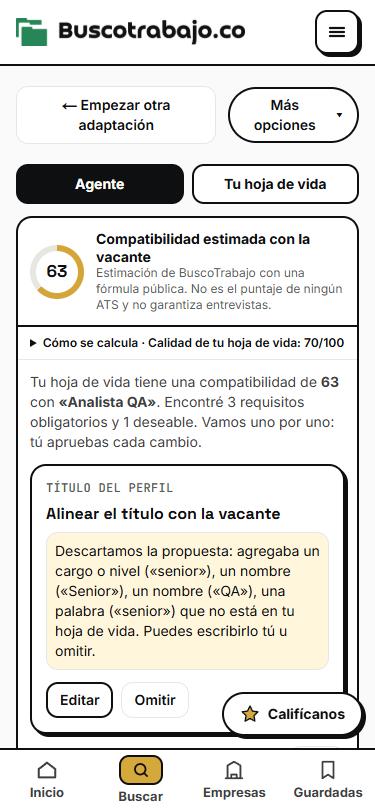 Buscotrabajo.co
← Empezar otra
adaptación
Más
opciones
Agente
Tu hoja de vida
63
Compatibilidad estimada con la
vacante
Estimación de BuscoTrabajo con una
fórmula pública. No es el puntaje de ningún
ATS y no garantiza entrevistas.
Cómo se calcula · Calidad de tu hoja de vida: 70/100
Tu hoja de vida tiene una compatibilidad de 63
con «Analista QA». Encontré 3 requisitos
obligatorios y 1 deseable. Vamos uno por uno:
tú apruebas cada cambio.
TÍTULO DEL PERFIL
Alinear el título con la vacante
Descartamos la propuesta: agregaba un
cargo o nivel («senior»), un nombre
(«Senior»), un nombre («QA»), una
palabra («senior») que no está en tu
hoja de vida. Puedes escribirlo tú u
omitir.
Editar
Omitir
Califícanos
Inicio
Buscar
Empresas
Guardadas